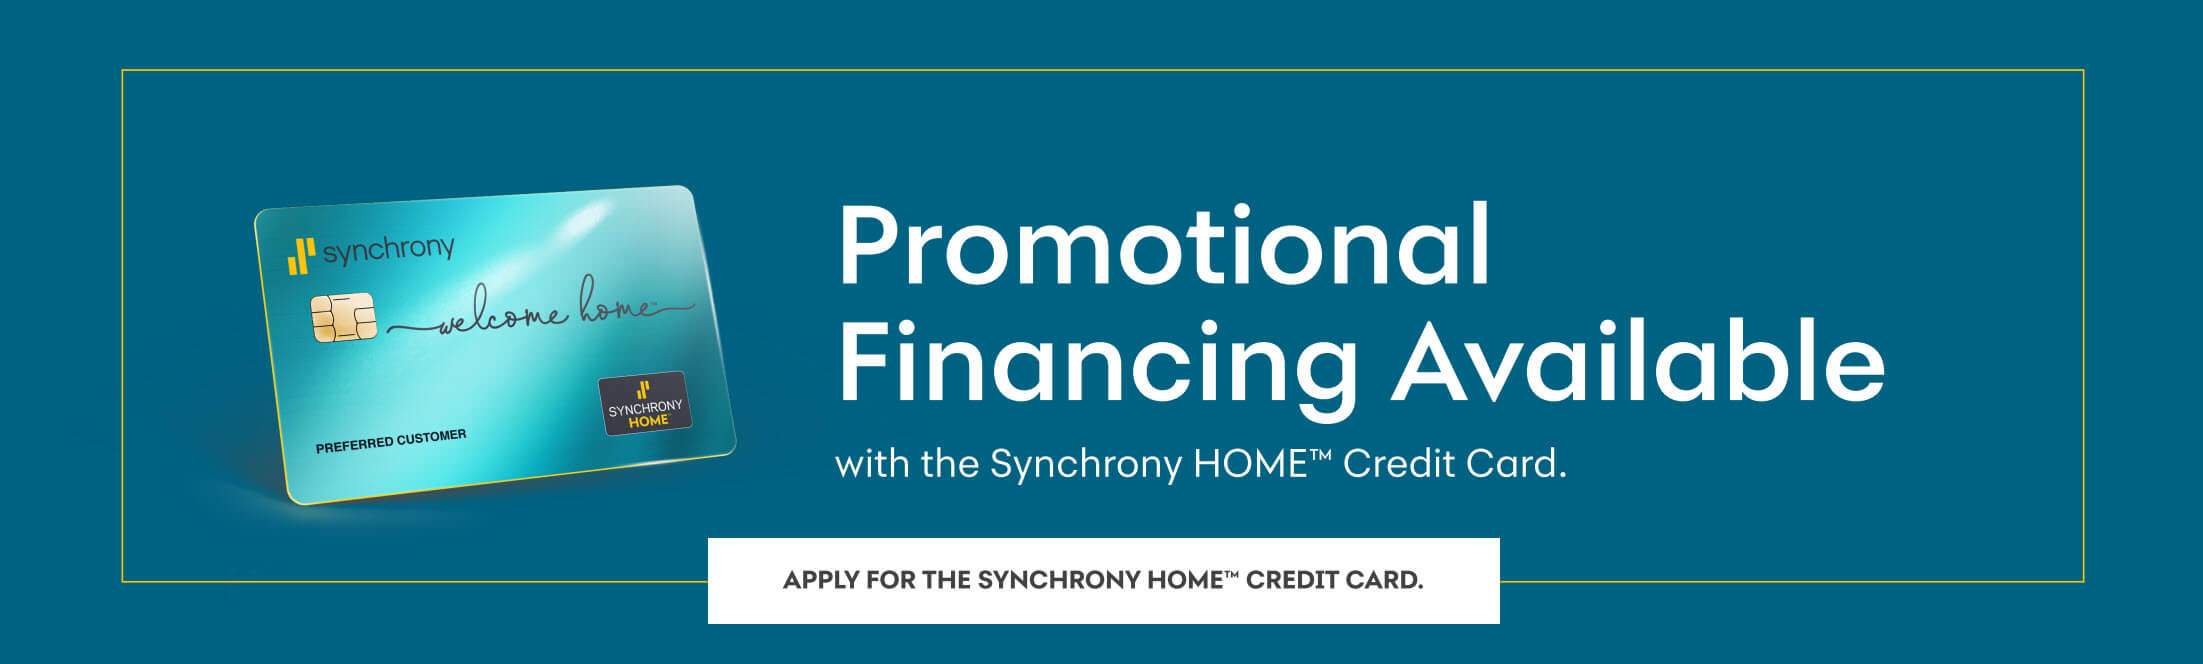 synchrony
welcome home™
SYNCHRONY
HOME™
PREFERRED CUSTOMER
Promotional
Financing Available
with the Synchrony HOME™ Credit Card.
APPLY FOR THE SYNCHRONY HOME™ CREDIT CARD.